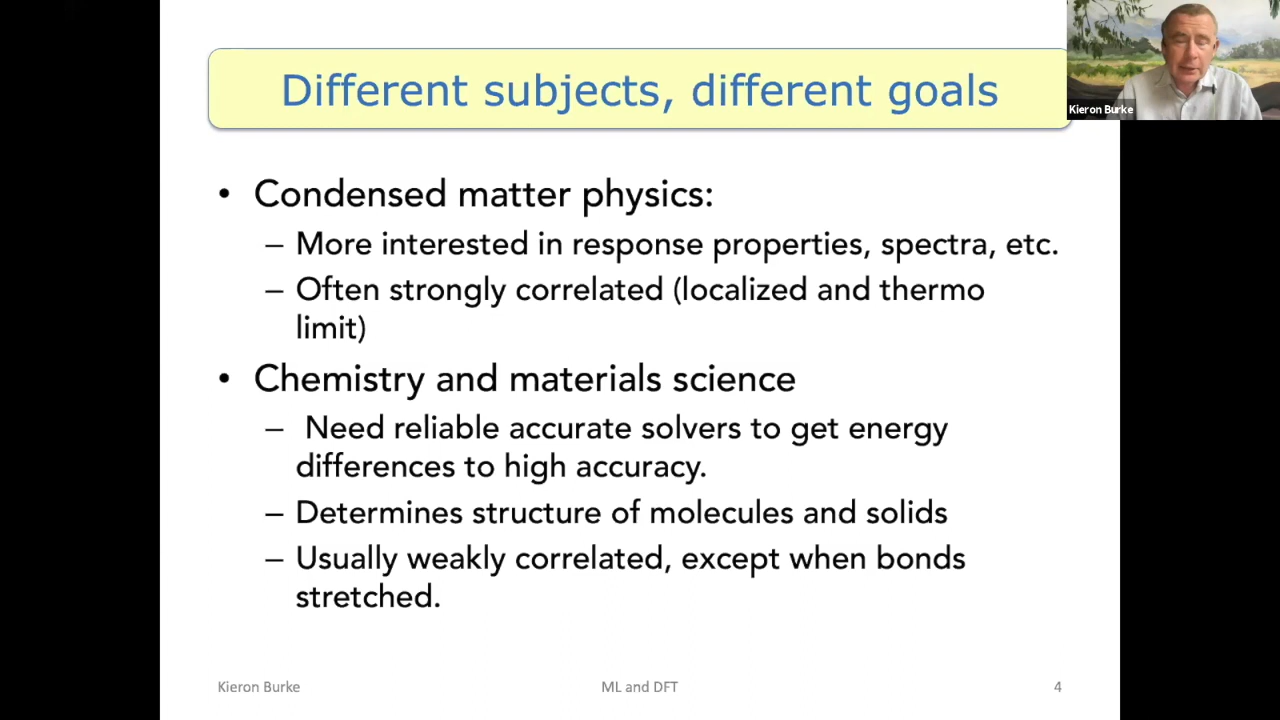 Different subjects, different goals
Kieron Burke
• Condensed matter physics:
– More interested in response properties, spectra, etc.
– Often strongly correlated (localized and thermo
limit)
• Chemistry and materials science
– Need reliable accurate solvers to get energy
differences to high accuracy.
– Determines structure of molecules and solids
– Usually weakly correlated, except when bonds
stretched.
Kieron Burke
ML and DFT
4